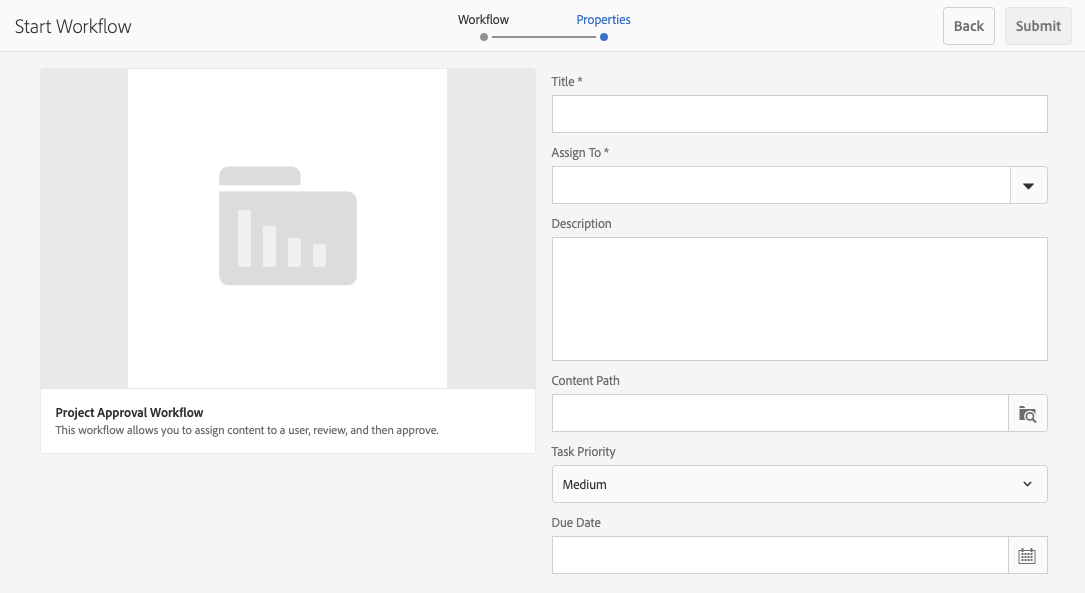 Start Workflow
Workflow
Properties
Back
Submit
Project Approval Workflow
This workflow allows you to assign content to a user, review, and then approve.
Title *
Assign To *
Description
Content Path
Task Priority
Medium
Due Date